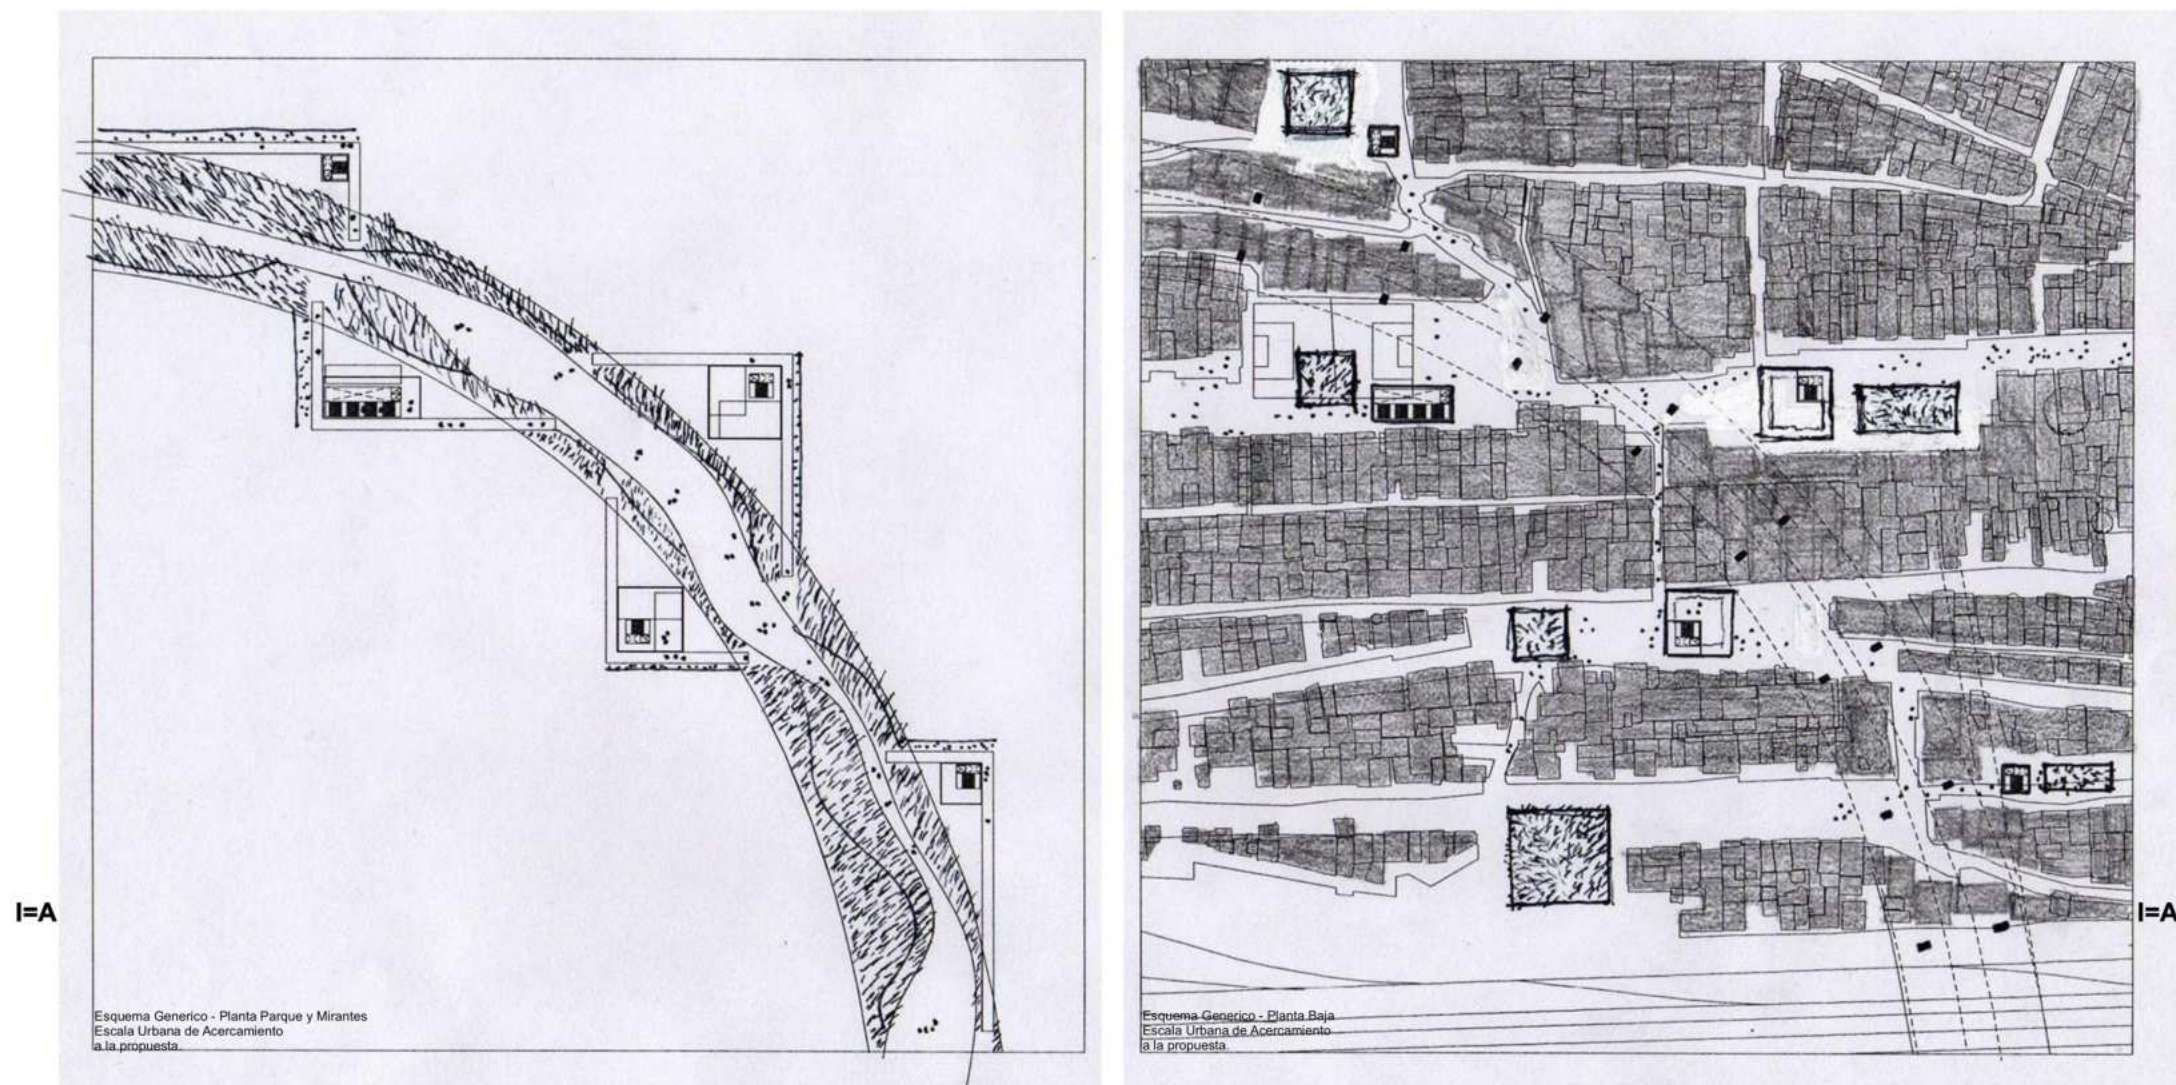 I=A
Esquema Generico - Planta Parque y Mirantes
Escala Urbana de Acercamiento
a la propuesta.
Esquema Generico - Planta Baja
Escala Urbana de Acercamiento
a la propuesta.
I=A